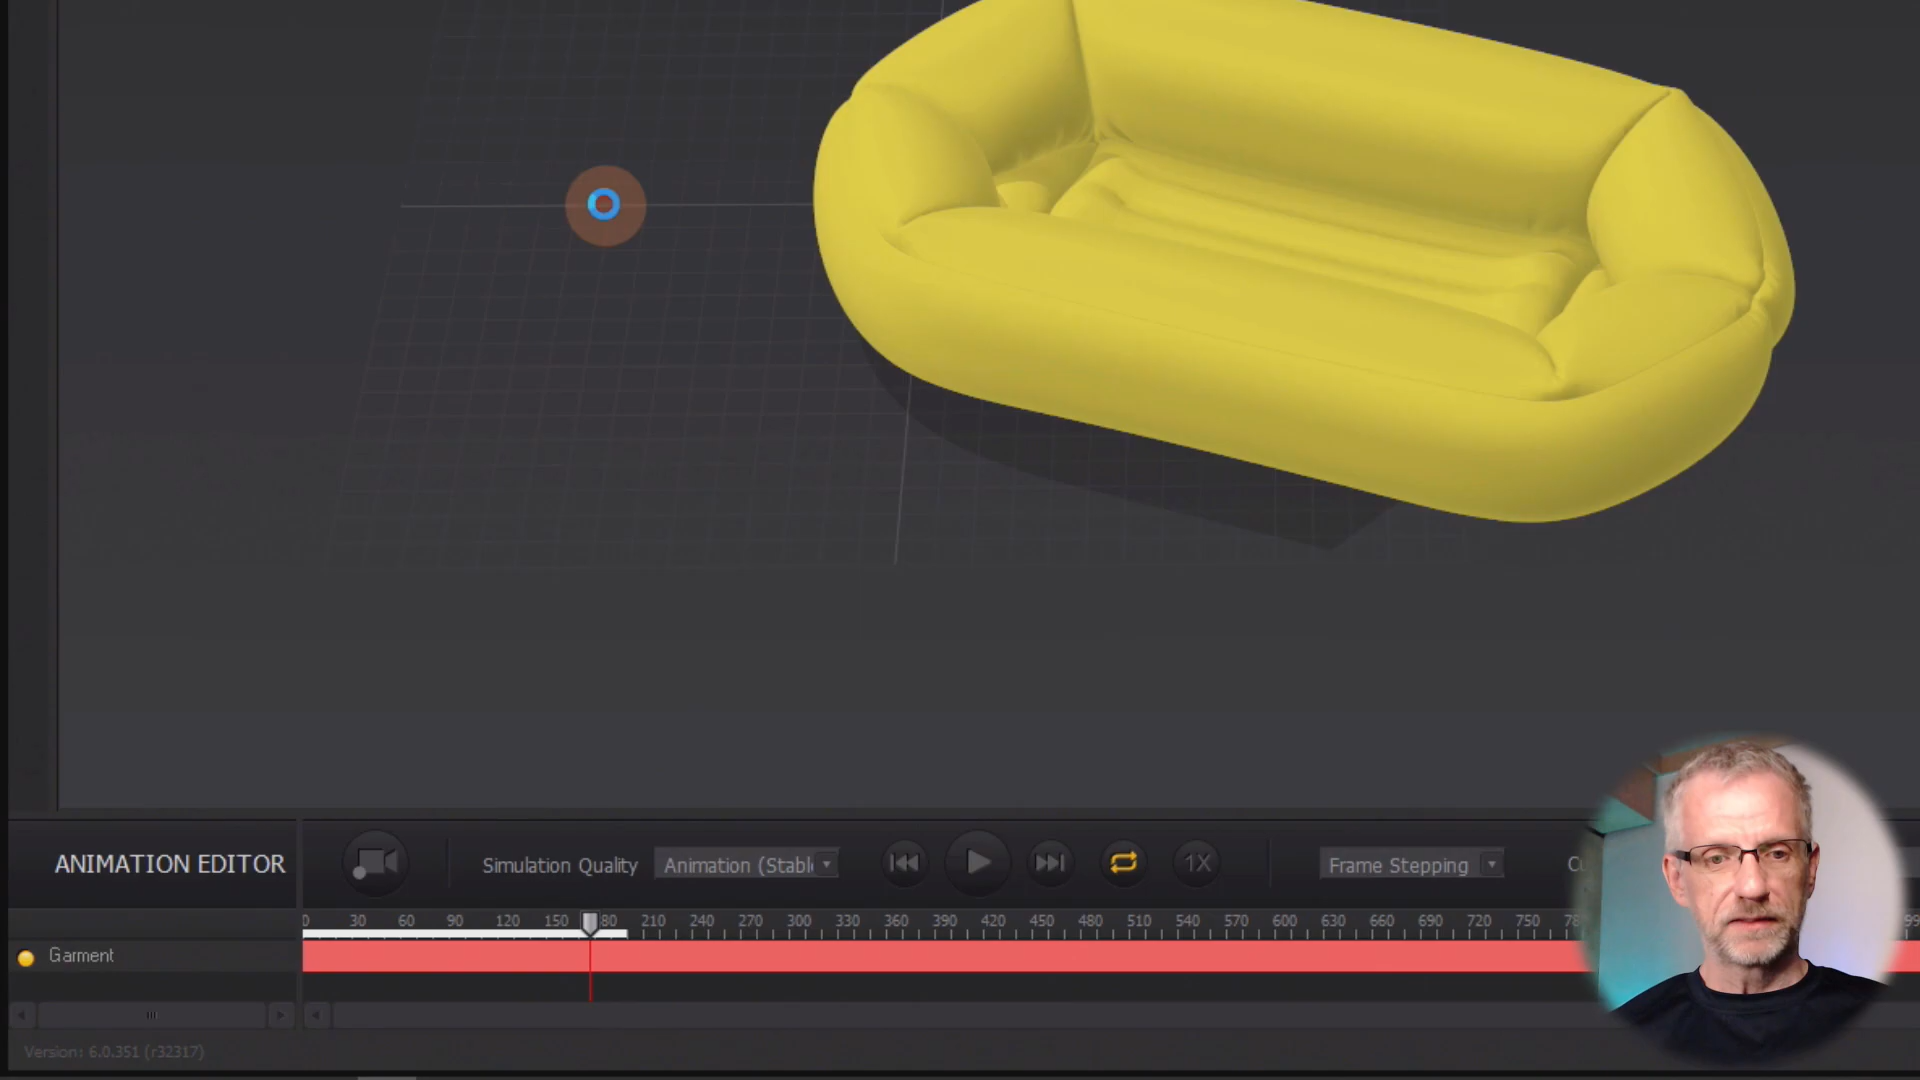 ANIMATION EDITOR
Simulation Quality
Animation (Stabl
1X
Frame Stepping
0 30 60 90 120 150 80 210 240 270 300 330 360 390 420 450 480 510 540 570 600 630 660 690 720 750
Garment
Version: 6.0.351 (r32317)